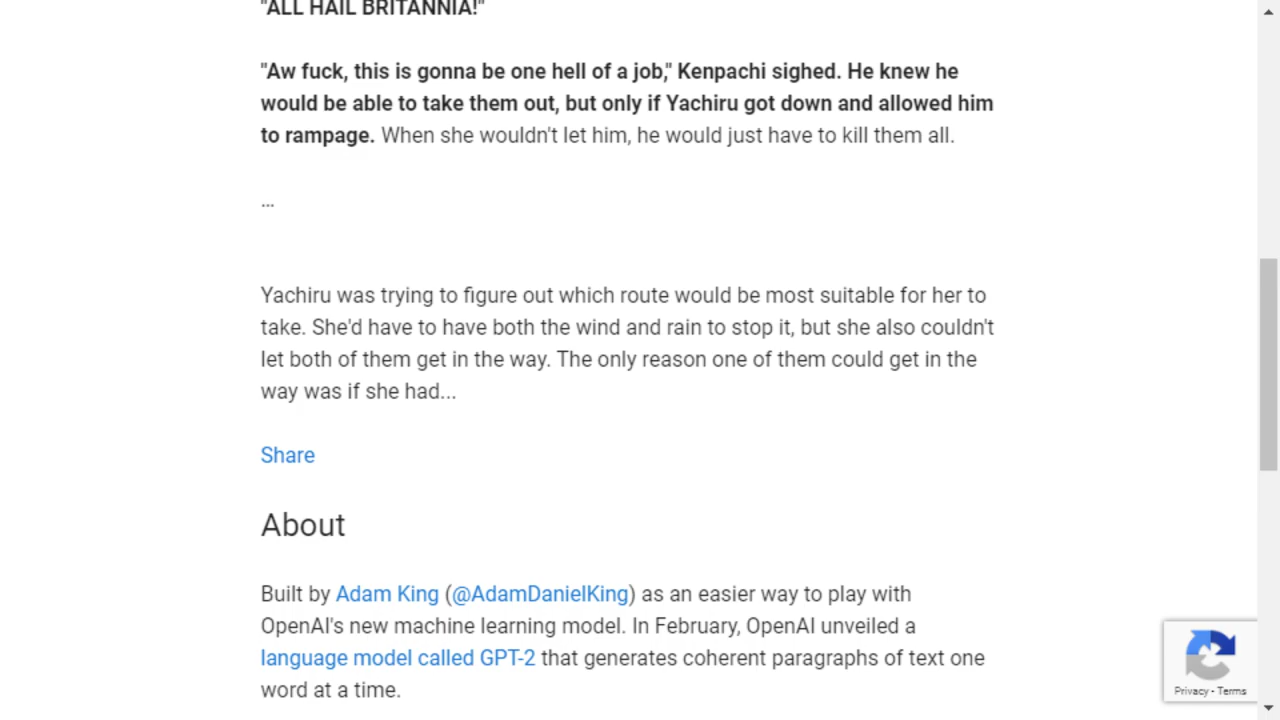 "ALL HAIL BRITANNIA!"
"Aw fuck, this is gonna be one hell of a job," Kenpachi sighed. He knew he
would be able to take them out, but only if Yachiru got down and allowed him
to rampage. When she wouldn't let him, he would just have to kill them all.
...
Yachiru was trying to figure out which route would be most suitable for her to
take. She'd have to have both the wind and rain to stop it, but she also couldn't
let both of them get in the way. The only reason one of them could get in the
way was if she had...
Share
About
Built by Adam King (@AdamDanielKing) as an easier way to play with
OpenAI's new machine learning model. In February, OpenAI unveiled a
language model called GPT-2 that generates coherent paragraphs of text one
word at a time.
Privacy - Terms